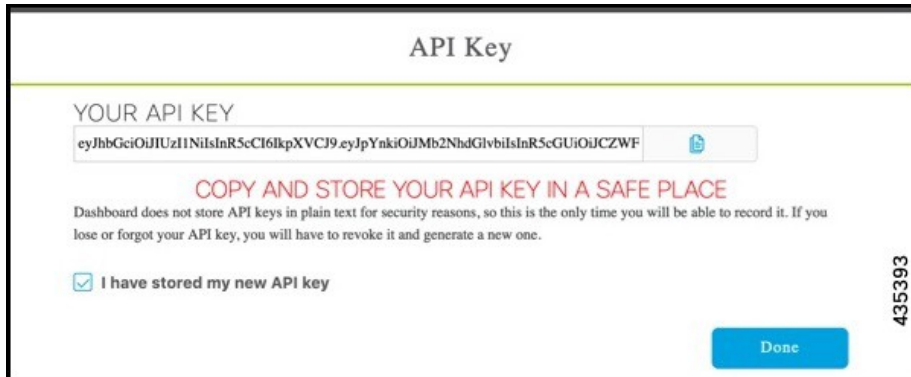 API Key
YOUR API KEY
eyJhbGciOiJIUzI1NiIsInR5cCI6IkpXVCJ9.eyJpYnkiOiJMb2NhdGlvbiIsInR5cGUiOiJCZWF
COPY AND STORE YOUR API KEY IN A SAFE PLACE
Dashboard does not store API keys in plain text for security reasons, so this is the only time you will be able to record it. If you
lose or forgot your API key, you will have to revoke it and generate a new one.
I have stored my new API key
Done
435393